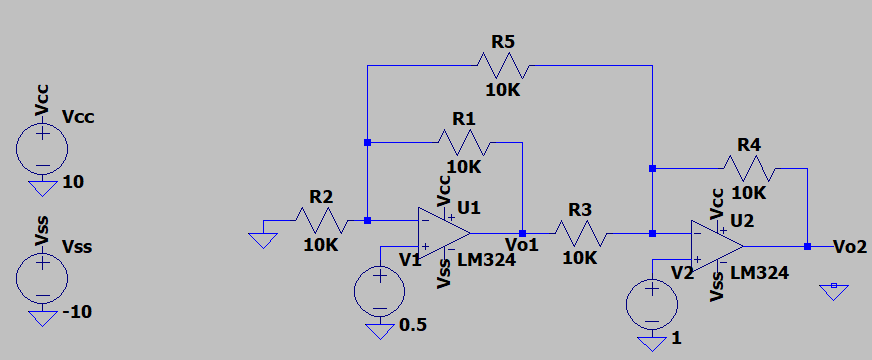 R5
10K
Vcc
Vcc
10
R1
10K
R4
10K
R2
10K
Vcc
U1
Vcc
U2
R3
10K
Vss
Vss
-10
V1
Vss
LM324
Vo1
0.5
V2
Vss
LM324
Vo2
1